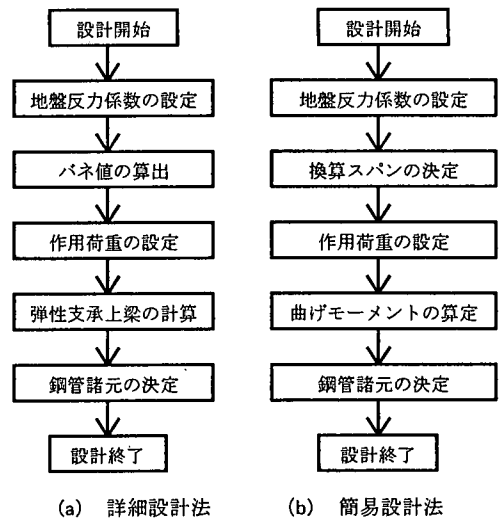 設計開始
地盤反力係数の設定
バネ値の算出
作用荷重の設定
弾性支承上梁の計算
鋼管諸元の決定
設計終了
(a) 詳細設計法
設計開始
地盤反力係数の設定
換算スパンの決定
作用荷重の設定
曲げモーメントの算定
鋼管諸元の決定
設計終了
(b) 簡易設計法